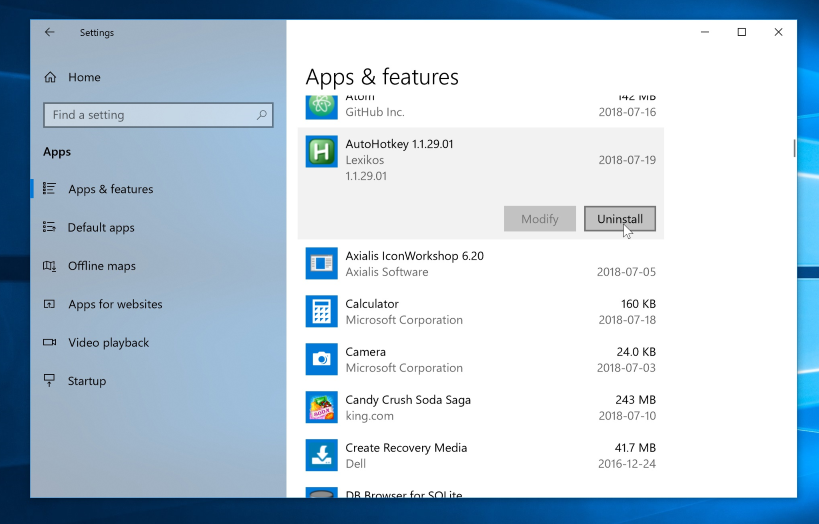 Settings
Home
Find a setting
Apps
Apps & features
Default apps
Offline maps
Apps for websites
Video playback
Startup
Apps & features
Atom 142 MB
GitHub Inc. 2018-07-16
AutoHotkey 1.1.29.01
Lexikos 2018-07-19
1.1.29.01
Modify Uninstall
Axialis IconWorkshop 6.20
Axialis Software 2018-07-05
Calculator 160 KB
Microsoft Corporation 2018-07-18
Camera 24.0 KB
Microsoft Corporation 2018-07-03
Candy Crush Soda Saga 243 MB
king.com 2018-07-10
Create Recovery Media 41.7 MB
Dell 2016-12-24
DB Browser for SQLite